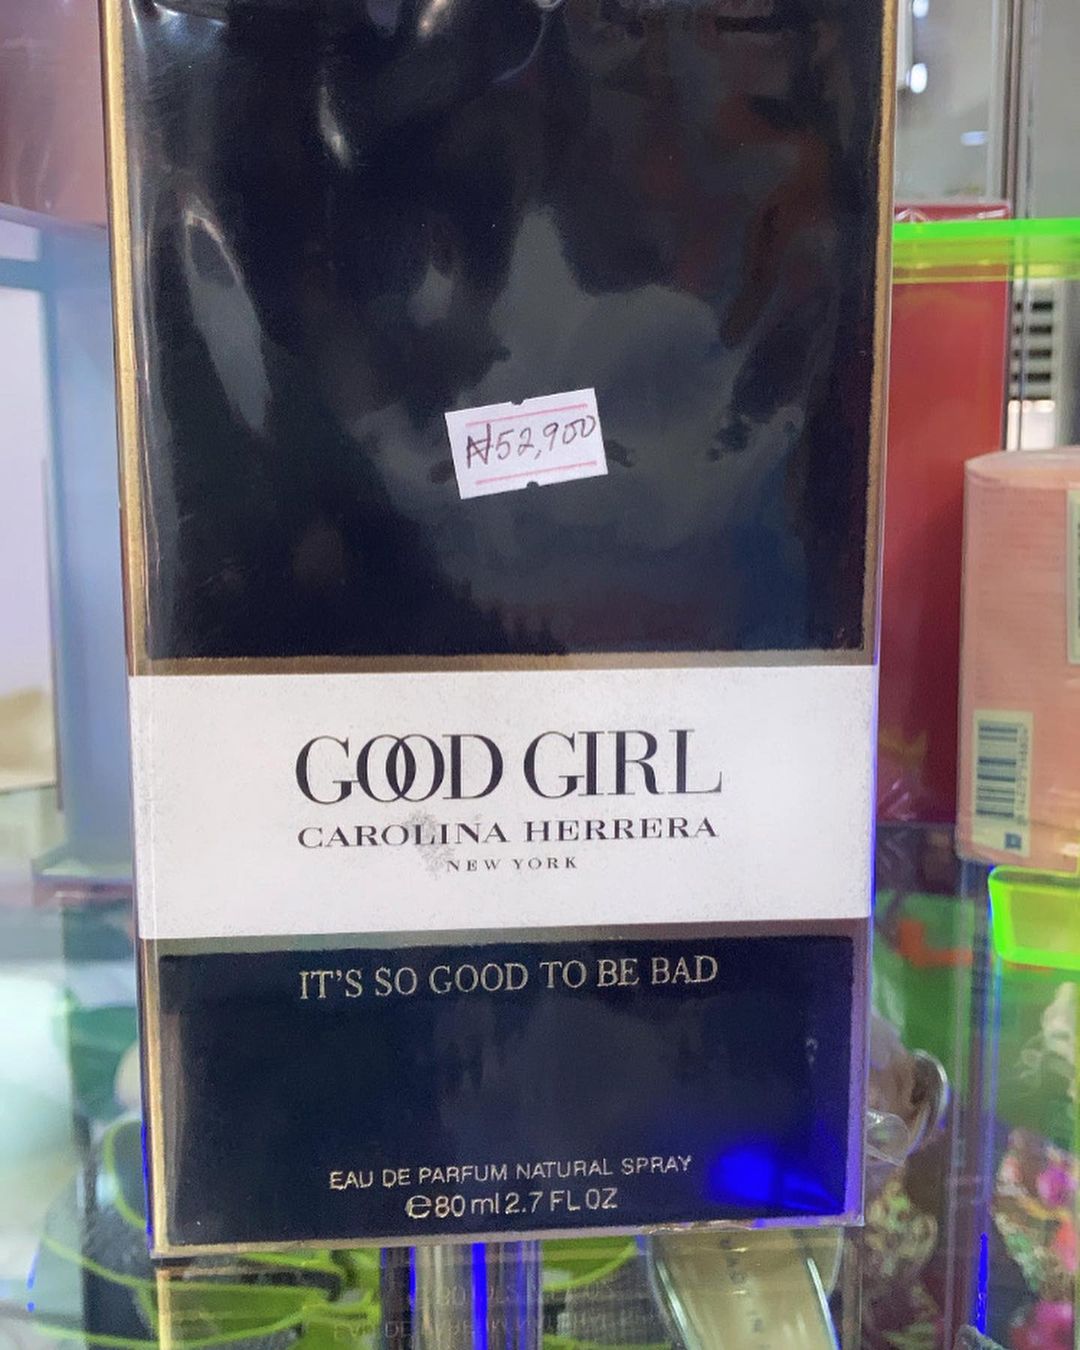 ₦52,900
GOOD GIRL
CAROLINA HERRERA
NEW YORK
IT'S SO GOOD TO BE BAD
EAU DE PARFUM NATURAL SPRAY
℮80 ml 2.7 FL OZ